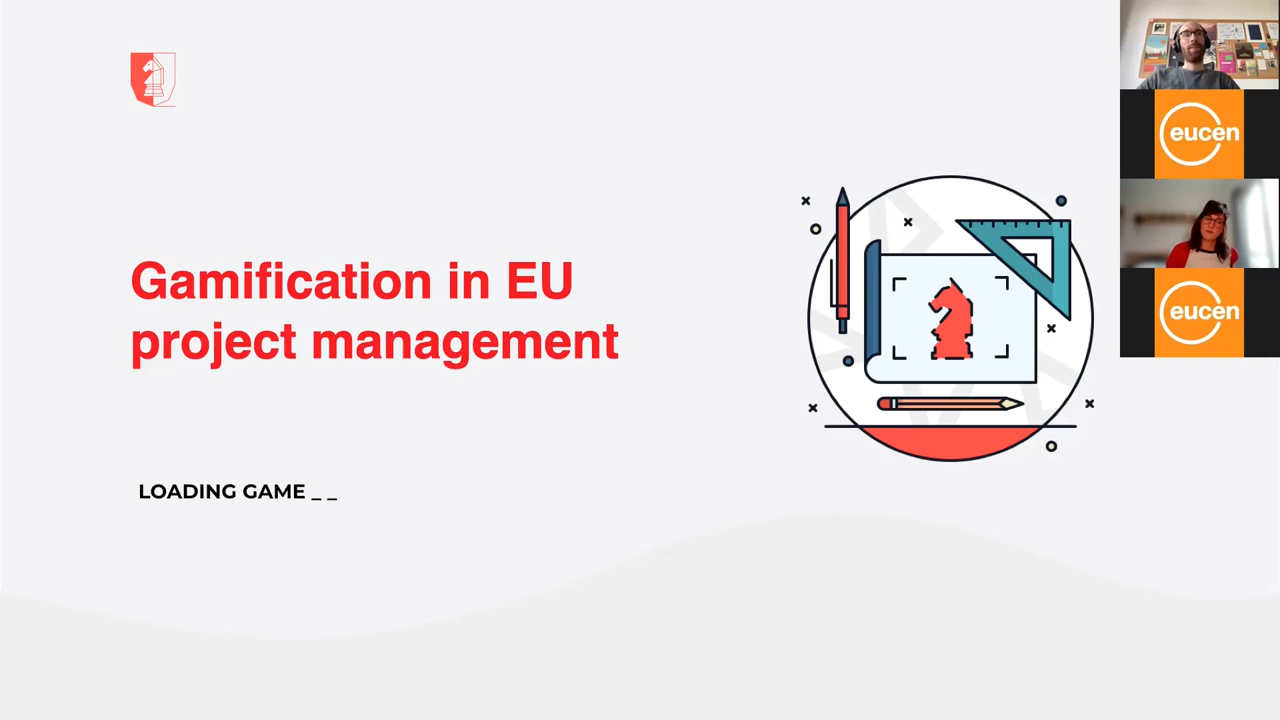 Gamification in EU
project management
LOADING GAME _ _
eucen
eucen